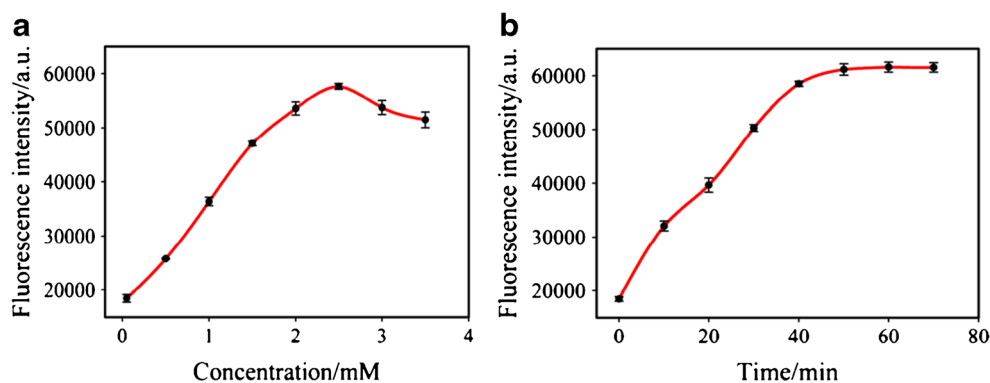 a
Fluorescence intensity/a.u.
60000
50000
40000
30000
20000
0 1 2 3 4
Concentration/mM
b
Fluorescence intensity/a.u.
60000
50000
40000
30000
20000
0 20 40 60 80
Time/min